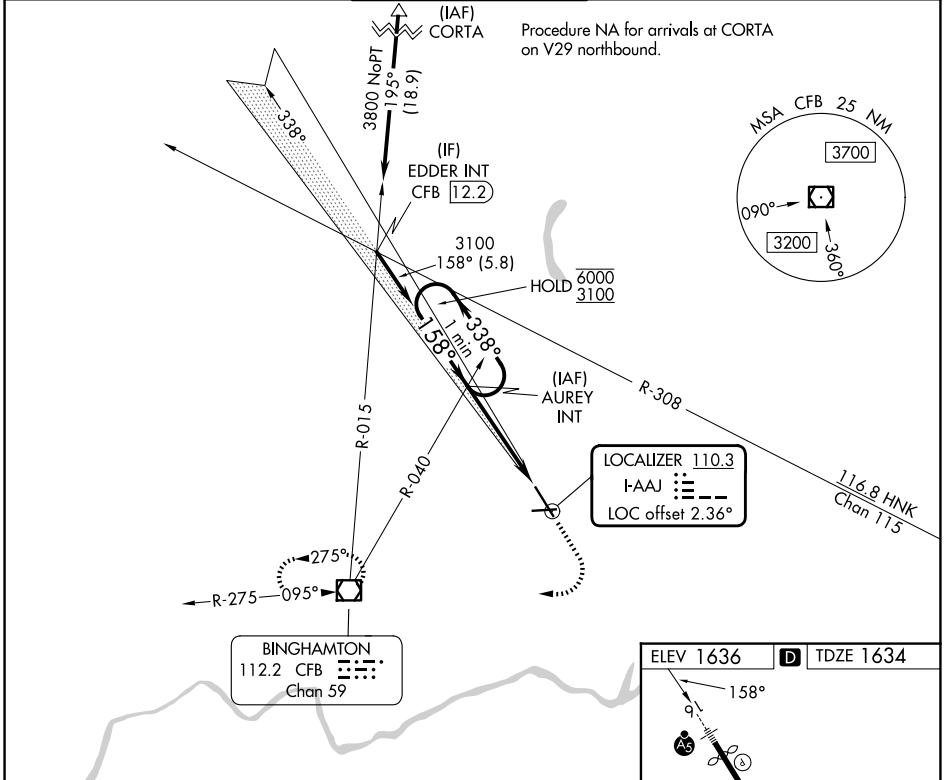 (IAF)
CORTA
Procedure NA for arrivals at CORTA
on V29 northbound.
3800 NoPT
195°
(18.9)
338°
MSA CFB 25 NM
3700
090°
3200
360°
(IF)
EDDER INT
CFB 12.2
3100
158° (5.8)
HOLD 6000
3100
158°
1 min
338°
(IAF)
AUREY
INT
R-308
R-015
R-040
LOCALIZER 110.3
I-AAJ
LOC offset 2.36°
116.8 HNK
Chan 115
275°
R-275
095°
BINGHAMTON
112.2 CFB
Chan 59
ELEV 1636
D
TDZE 1634
158°
9
A5
P